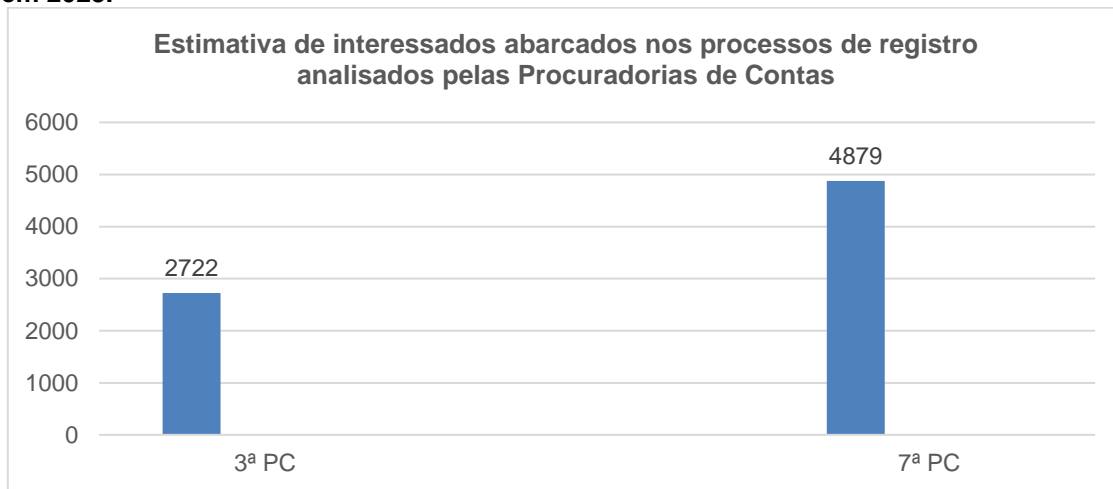 Estimativa de interessados abarcados nos processos de registro
analisados pelas Procuradorias de Contas
6000
5000
4000
3000
2000
1000
0
2722
4879
3ª PC
7ª PC